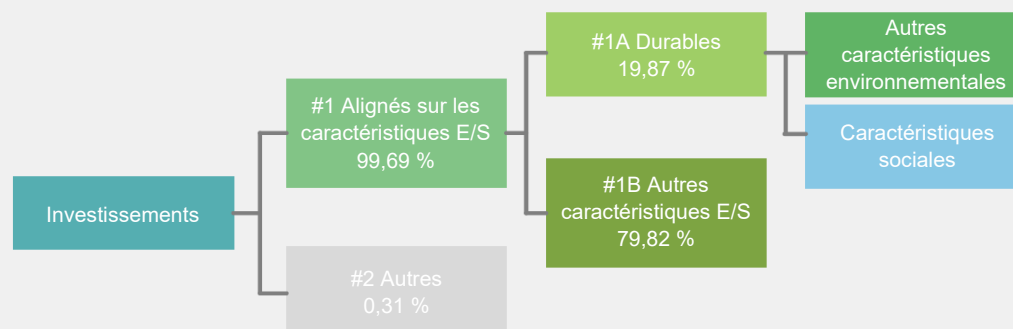 Investissements
#1 Alignés sur les
caractéristiques E/S
99,69 %
#2 Autres
0,31 %
#1A Durables
19,87 %
#1B Autres
caractéristiques E/S
79,82 %
Autres
caractéristiques
environnementales
Caractéristiques
sociales